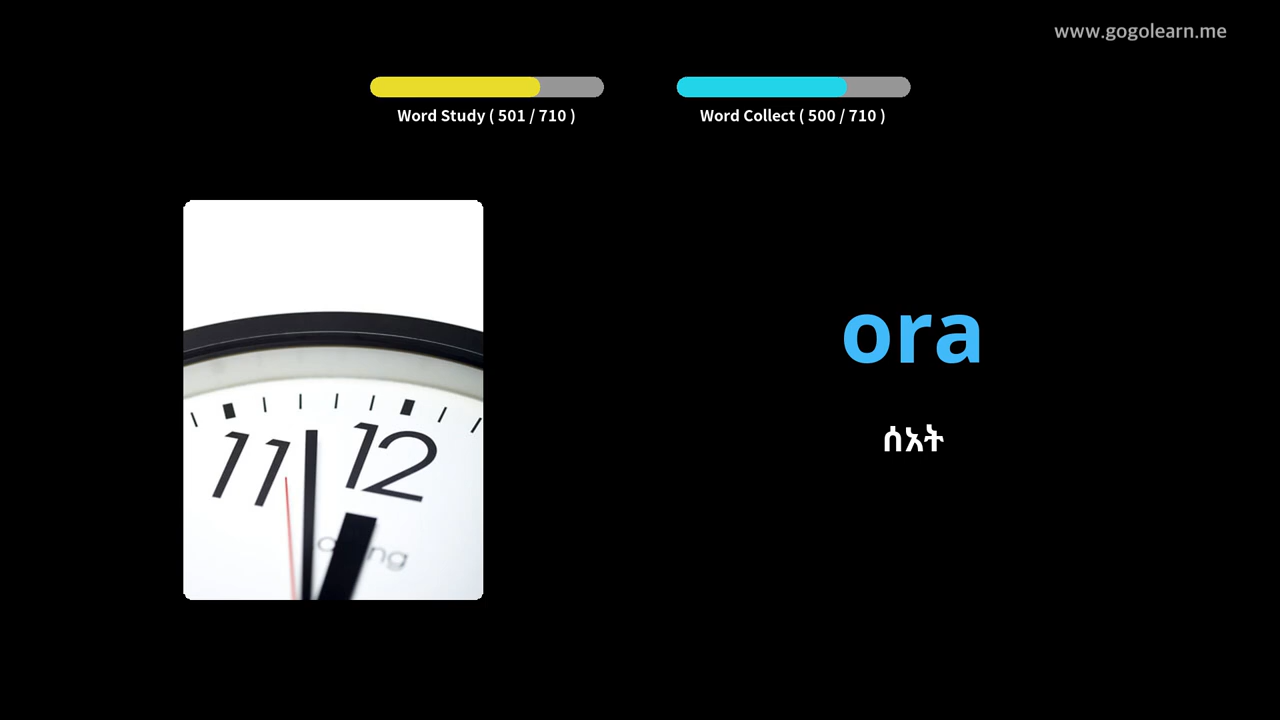 www.gogolearn.me
Word Study ( 501 / 710 )
Word Collect ( 500 / 710 )
11
12
ora
ሰአት